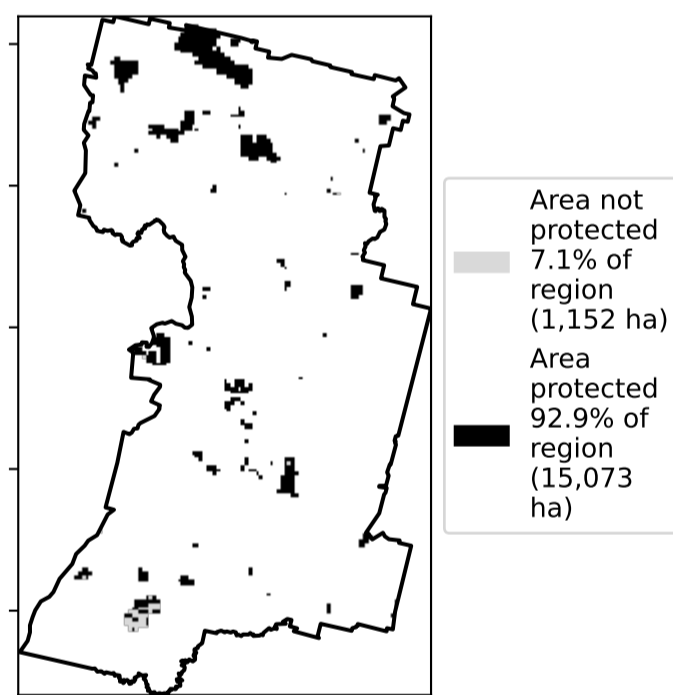 Area not
protected
7.1% of
region
(1,152 ha)
Area
protected
92.9% of
region
(15,073
ha)